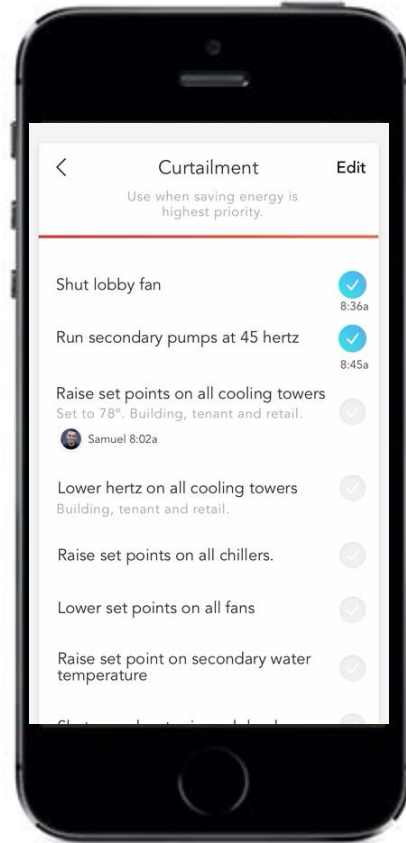 Curtailment
Edit
Use when saving energy is
highest priority.
Shut lobby fan
8:36a
Run secondary pumps at 45 hertz
8:45a
Raise set points on all cooling towers
Set to 78°. Building, tenant and retail.
Samuel 8:02a
Lower hertz on all cooling towers
Building, tenant and retail.
Raise set points on all chillers.
Lower set points on all fans
Raise set point on secondary water
temperature